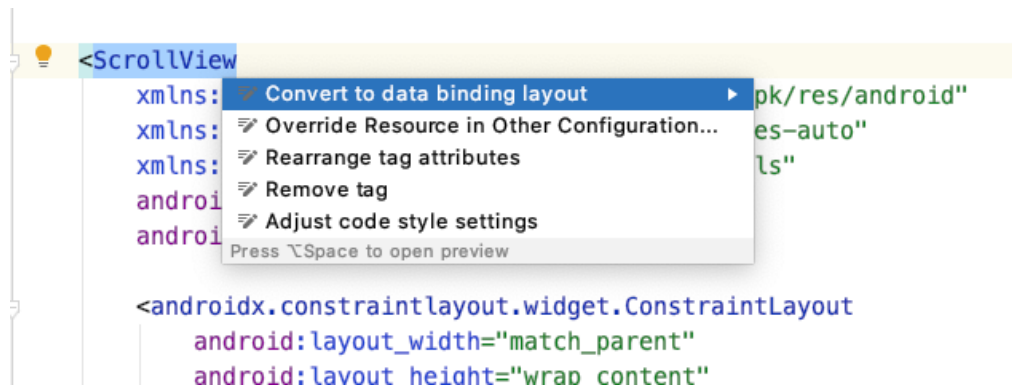 <ScrollView
xmlns: pk/res/android"
Convert to data binding layout
xmlns: es-auto"
Override Resource in Other Configuration...
xmlns: ls"
Rearrange tag attributes
androi
Remove tag
androi
Adjust code style settings
Press ⌥Space to open preview
<androidx.constraintlayout.widget.ConstraintLayout
android:layout_width="match_parent"
android:layout_height="wrap_content"